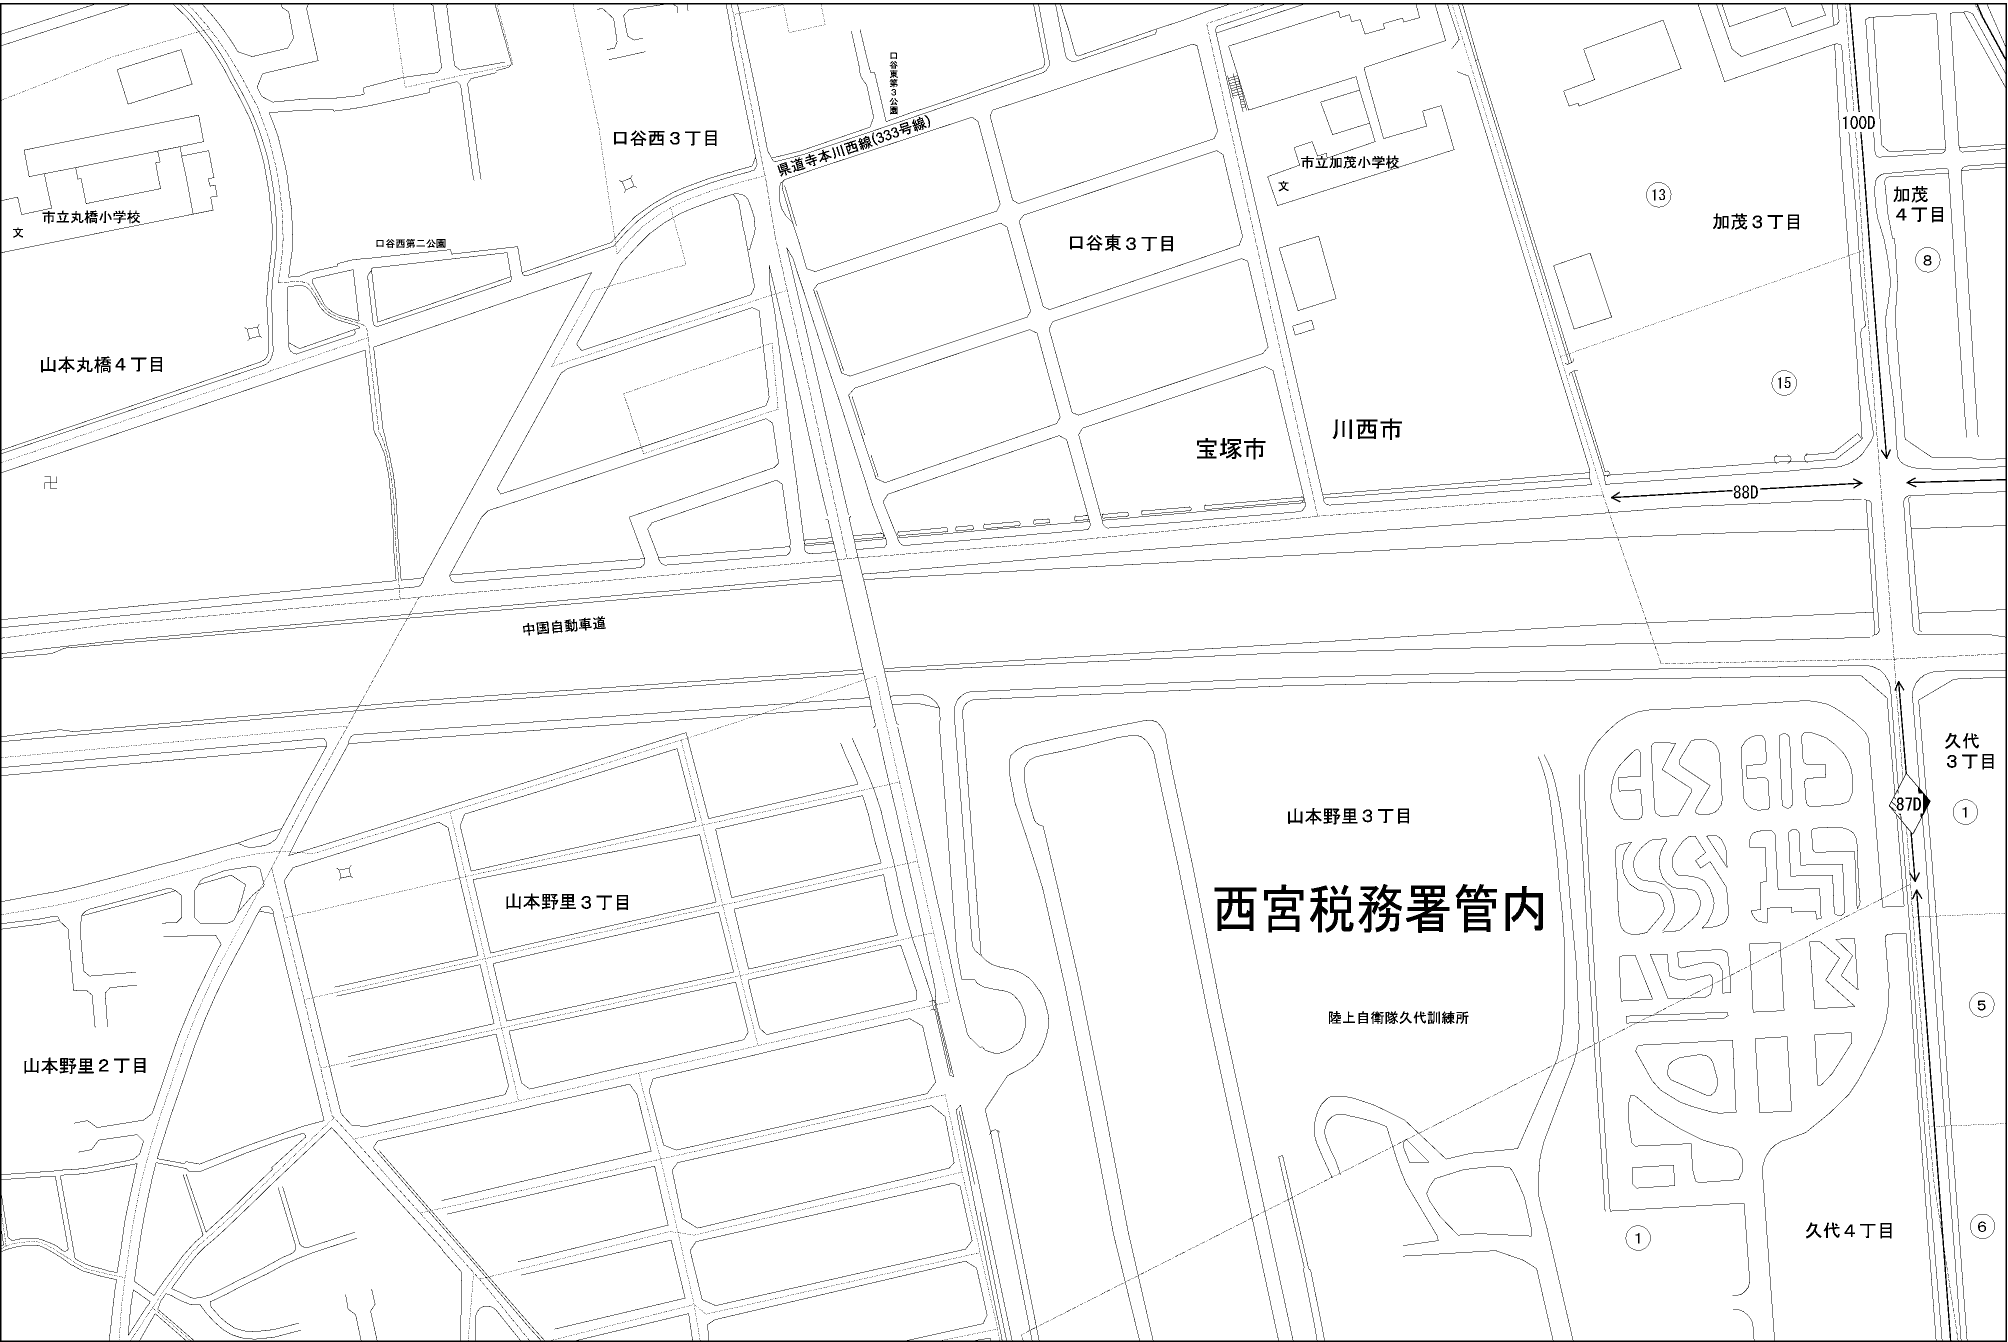 口谷東第3公園
100D
口谷西３丁目
県道寺本川西線(333号線)
市立加茂小学校
文
13
加茂
４丁目
加茂３丁目
8
市立丸橋小学校
文
口谷西第二公園
口谷東３丁目
山本丸橋４丁目
15
川西市
宝塚市
卍
88D
中国自動車道
久代
３丁目
87D
1
山本野里３丁目
山本野里３丁目
西宮税務署管内
5
陸上自衛隊久代訓練所
山本野里２丁目
6
久代４丁目
1